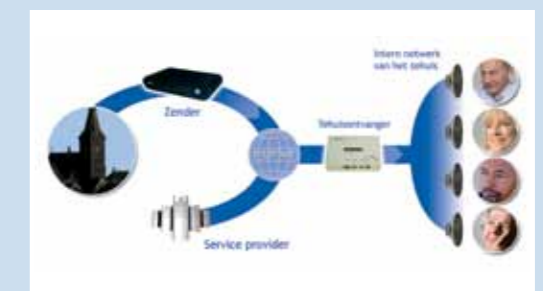 Intern netwerk
van het tehuis
Zender
Tehuisontvanger
Service provider